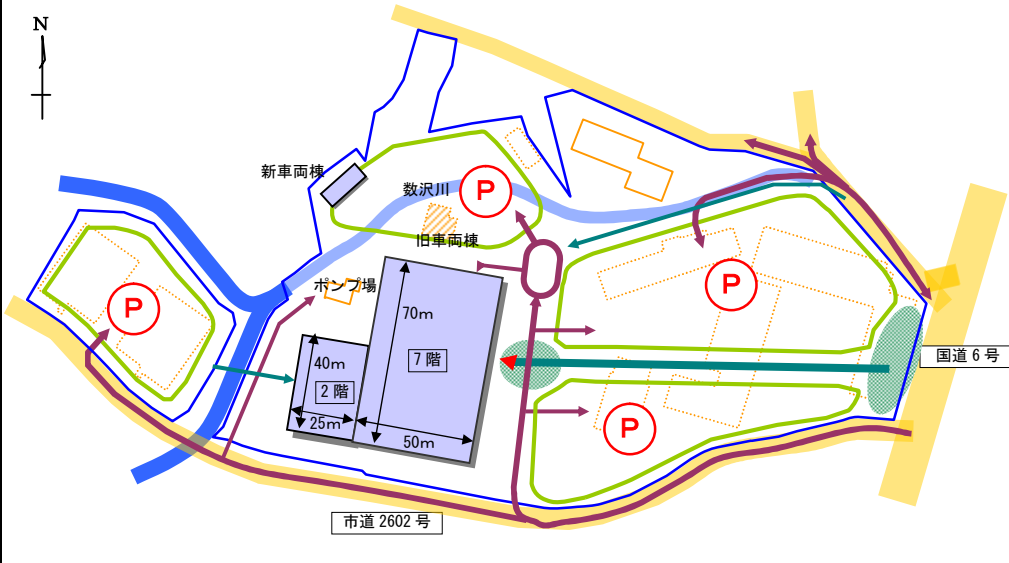 N
新車両棟
数沢川
P
旧車両棟
ポンプ場
P
P
70m
7階
40m
2階
25m
50m
国道6号
P
市道2602号